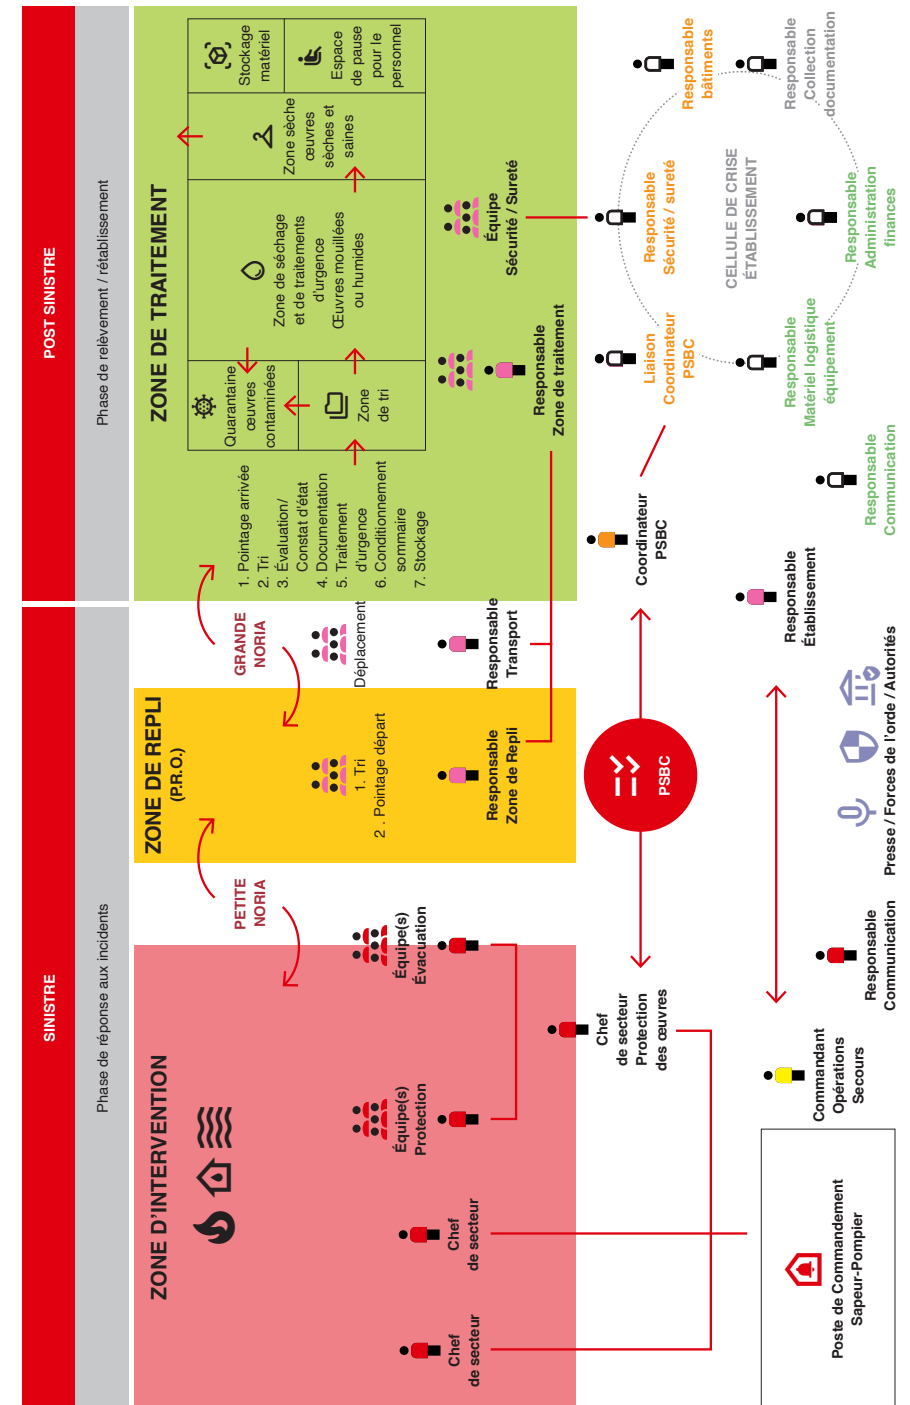 SINISTRE
POST SINISTRE
Phase de réponse aux incidents
Phase de relèvement / rétablissement
ZONE D'INTERVENTION
Chef
de secteur
Chef
de secteur
Équipe(s)
Protection
Équipe(s)
Évacuation
PETITE
NORIA
ZONE DE REPLI
(P.R.O.)
1. Tri
2 . Pointage départ
Responsable
Zone de Repli
GRANDE
NORIA
Déplacement
Responsable
Transport
ZONE DE TRAITEMENT
1. Pointage arrivée
2. Tri
3. Évaluation/
Constat d'état
4. Documentation
5. Traitement
d'urgence
6. Conditionnement
sommaire
7. Stockage
Quarantaine
œuvres
contaminées
Zone
de tri
Zone de séchage
et de traitements
d'urgence
Œuvres mouillées
ou humides
Zone sèche
œuvres
sèches et
saines
Stockage
matériel
Espace
de pause
pour le
personnel
Responsable
Zone de traitement
Équipe
Sécurité / Sureté
Chef
de secteur
Protection
des œuvres
PSBC
Coordinateur
PSBC
Liaison
Coordinateur
PSBC
Responsable
Sécurité / sureté
Responsable
bâtiments
CELLULE DE CRISE
ÉTABLISSEMENT
Responsable
Collection
documentation
Responsable
Matériel logistique
équipement
Responsable
Administration
finances
Poste de Commandement
Sapeur-Pompier
Commandant
Opérations
Secours
Responsable
Communication
Presse / Forces de l'orde / Autorités
Responsable
Établissement
Responsable
Communication